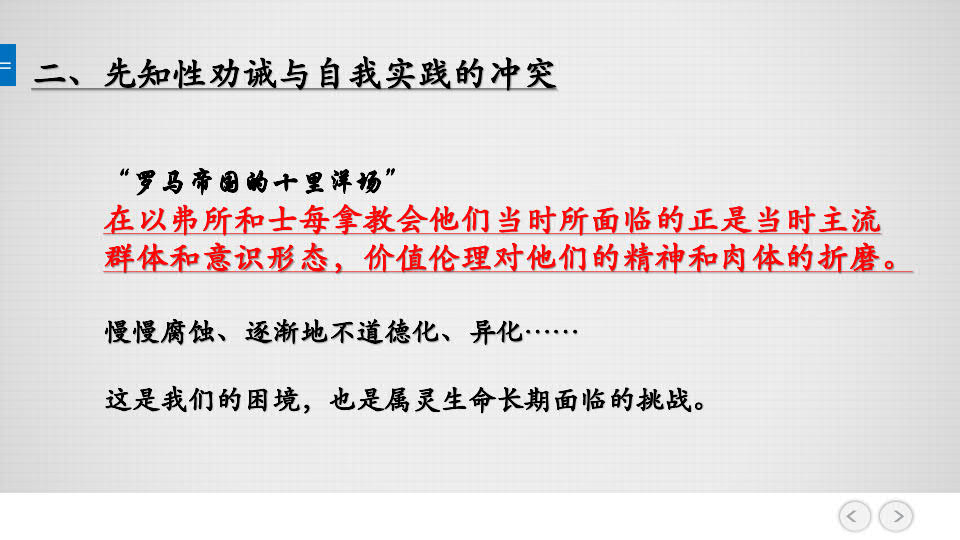 二、先知性劝诫与自我实践的冲突
“罗马帝国的十里洋场”
在以弗所和士每拿教会他们当时所面临的正是当时主流
群体和意识形态，价值伦理对他们的精神和肉体的折磨。
慢慢腐蚀、逐渐地不道德化、异化……
这是我们的困境，也是属灵生命长期面临的挑战。